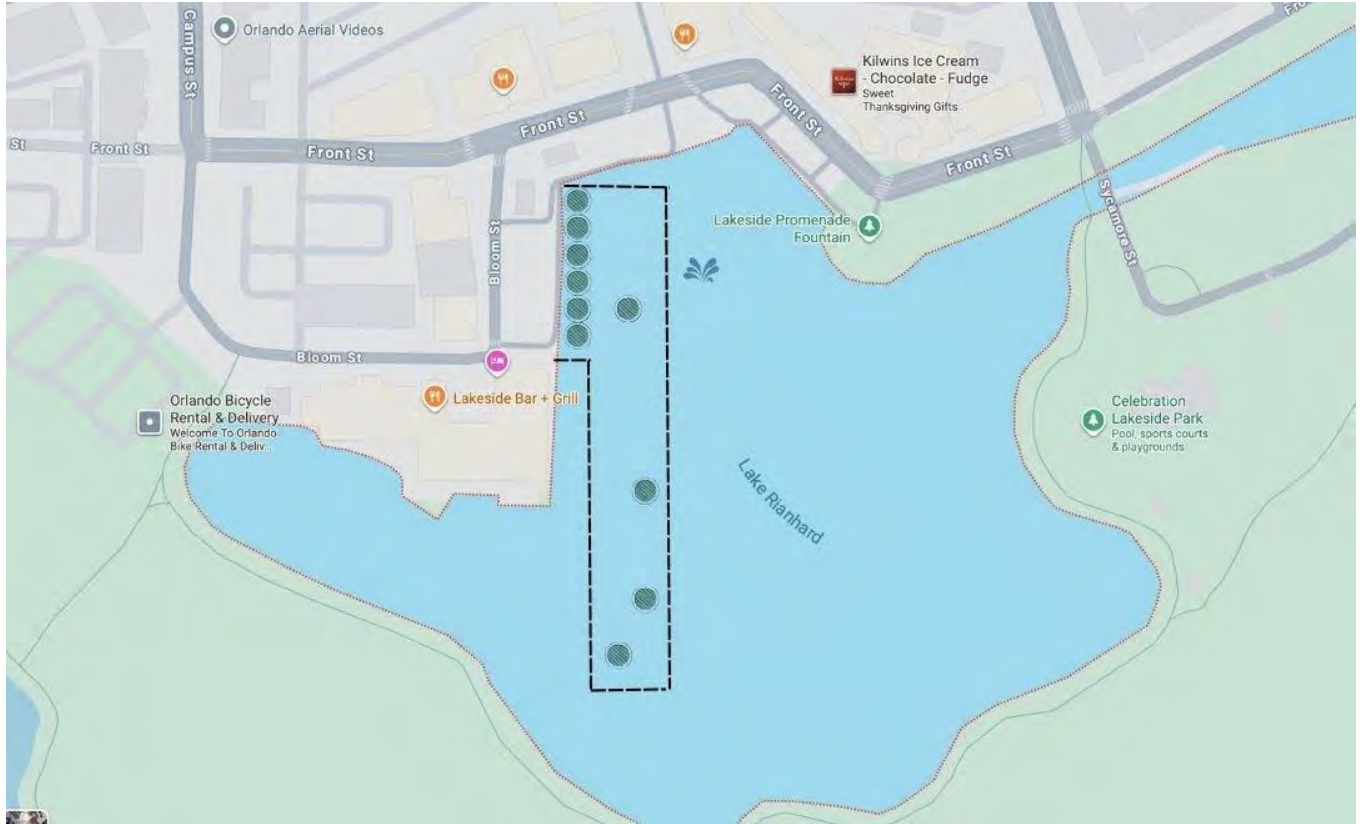 Campus St
Orlando Aerial Videos
Kilwins Ice Cream
- Chocolate - Fudge
Sweet
Thanksgiving Gifts
St
Front St
Front St
Front St
Front St
Front St
Bloom St
Lakeside Promenade
Fountain
Sycamore St
Bloom St
Lakeside Bar + Grill
Orlando Bicycle
Rental & Delivery
Welcome To Orlando
Bike Rental & Deliv...
Celebration
Lakeside Park
Pool, sports courts
& playgrounds
Lake Rianhard